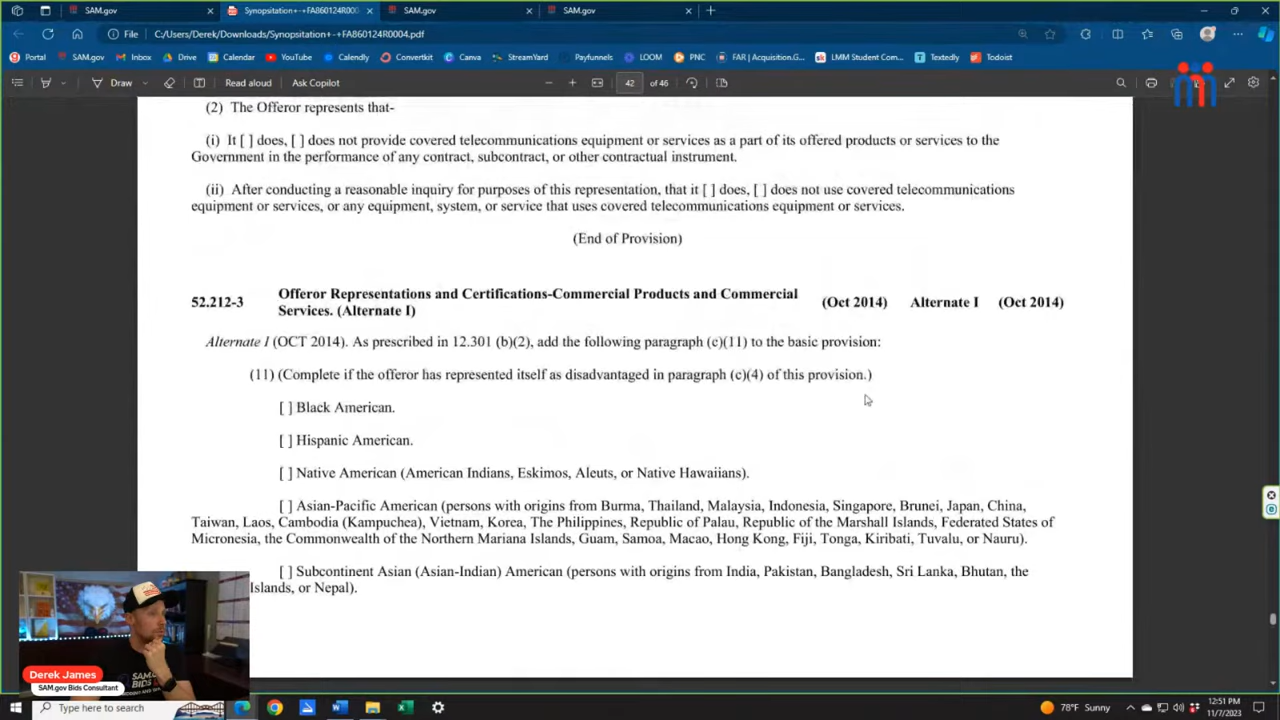 SAM.gov
Synopsitation+-+FA860124R000
SAM.gov
SAM.gov
File C:/Users/Derek/Downloads/Synopsitation+-+FA860124R0004.pdf
Portal SAM.gov Inbox Drive Calendar YouTube Calendly Convertkit Canva StreamYard Payfunnels LOOM PNC FAR | Acquisition.G... LMM Student Com... Textedly Todoist
Draw Read aloud Ask Copilot 42 of 46
(2) The Offeror represents that-
(i) It [ ] does, [ ] does not provide covered telecommunications equipment or services as a part of its offered products or services to the
Government in the performance of any contract, subcontract, or other contractual instrument.
(ii) After conducting a reasonable inquiry for purposes of this representation, that it [ ] does, [ ] does not use covered telecommunications
equipment or services, or any equipment, system, or service that uses covered telecommunications equipment or services.
(End of Provision)
52.212-3 Offeror Representations and Certifications-Commercial Products and Commercial (Oct 2014) Alternate I (Oct 2014)
Services. (Alternate I)
Alternate I (OCT 2014). As prescribed in 12.301 (b)(2), add the following paragraph (c)(11) to the basic provision:
(11) (Complete if the offeror has represented itself as disadvantaged in paragraph (c)(4) of this provision.)
[ ] Black American.
[ ] Hispanic American.
[ ] Native American (American Indians, Eskimos, Aleuts, or Native Hawaiians).
[ ] Asian-Pacific American (persons with origins from Burma, Thailand, Malaysia, Indonesia, Singapore, Brunei, Japan, China,
Taiwan, Laos, Cambodia (Kampuchea), Vietnam, Korea, The Philippines, Republic of Palau, Republic of the Marshall Islands, Federated States of
Micronesia, the Commonwealth of the Northern Mariana Islands, Guam, Samoa, Macao, Hong Kong, Fiji, Tonga, Kiribati, Tuvalu, or Nauru).
[ ] Subcontinent Asian (Asian-Indian) American (persons with origins from India, Pakistan, Bangladesh, Sri Lanka, Bhutan, the
Islands, or Nepal).
SAM.
BIDS
Derek James
SAM.gov Bids Consultant
Type here to search
78°F Sunny
12:51 PM
11/7/2023